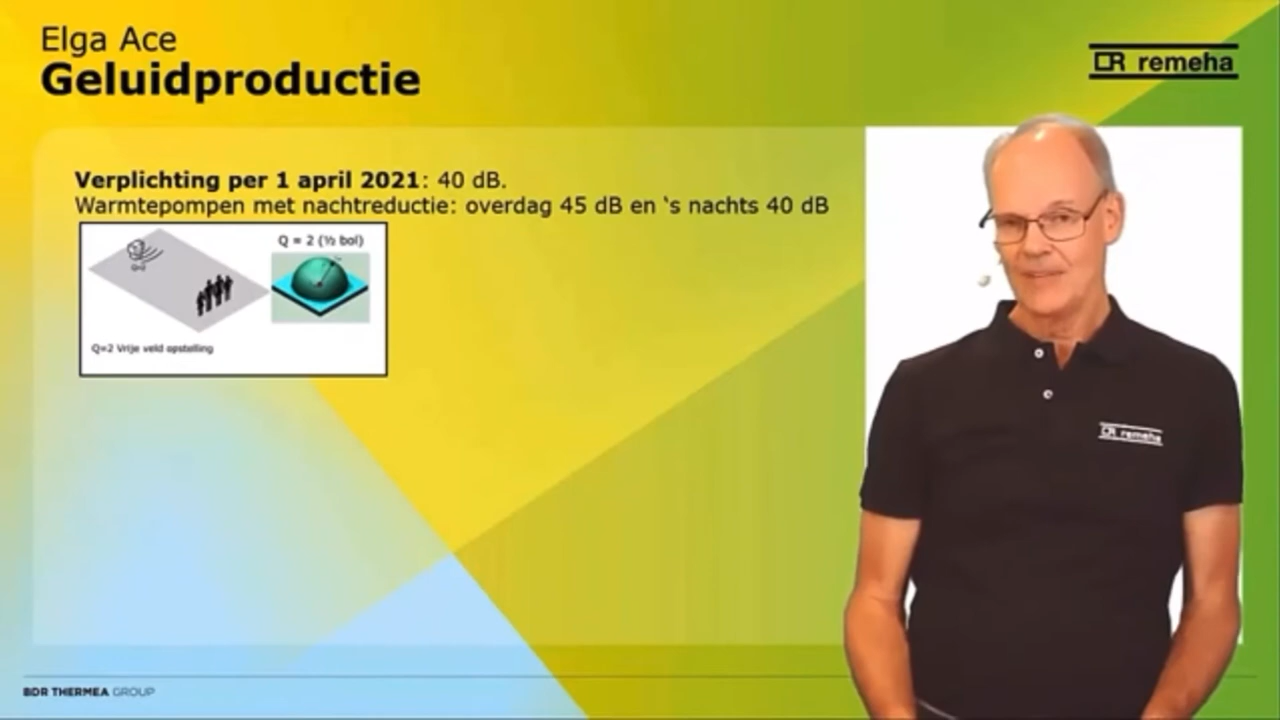 Elga Ace
Geluidproductie
remeha
Verplichting per 1 april 2021: 40 dB.
Warmtepompen met nachtreductie: overdag 45 dB en ‘s nachts 40 dB
Q = 2 (½ bol)
Q=2
Q=2 Vrije veld opstelling
remeha
BDR THERMEA GROUP